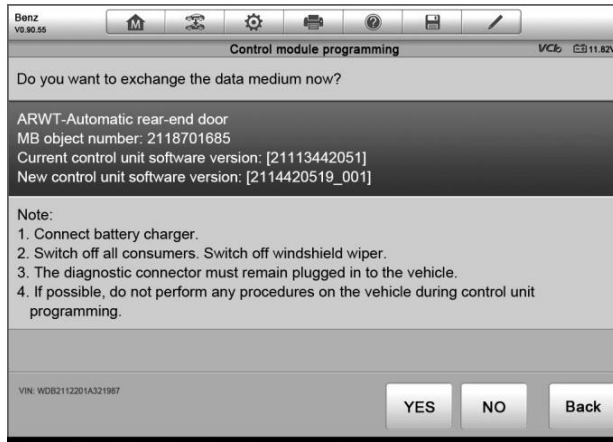 Benz
V0.90.55
Control module programming
VCI 11.82V
Do you want to exchange the data medium now?
ARWT-Automatic rear-end door
MB object number: 2118701685
Current control unit software version: [21113442051]
New control unit software version: [2114420519_001]
Note:
1. Connect battery charger.
2. Switch off all consumers. Switch off windshield wiper.
3. The diagnostic connector must remain plugged in to the vehicle.
4. If possible, do not perform any procedures on the vehicle during control unit
programming.
VIN: WDB2112201A321987
YES NO Back